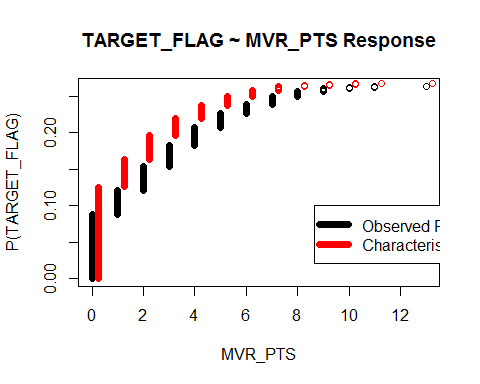 TARGET_FLAG ~ MVR_PTS Response
P(TARGET_FLAG)
0.20
0.10
0.00
Observed P
Characteris
0 2 4 6 8 10 12
MVR_PTS